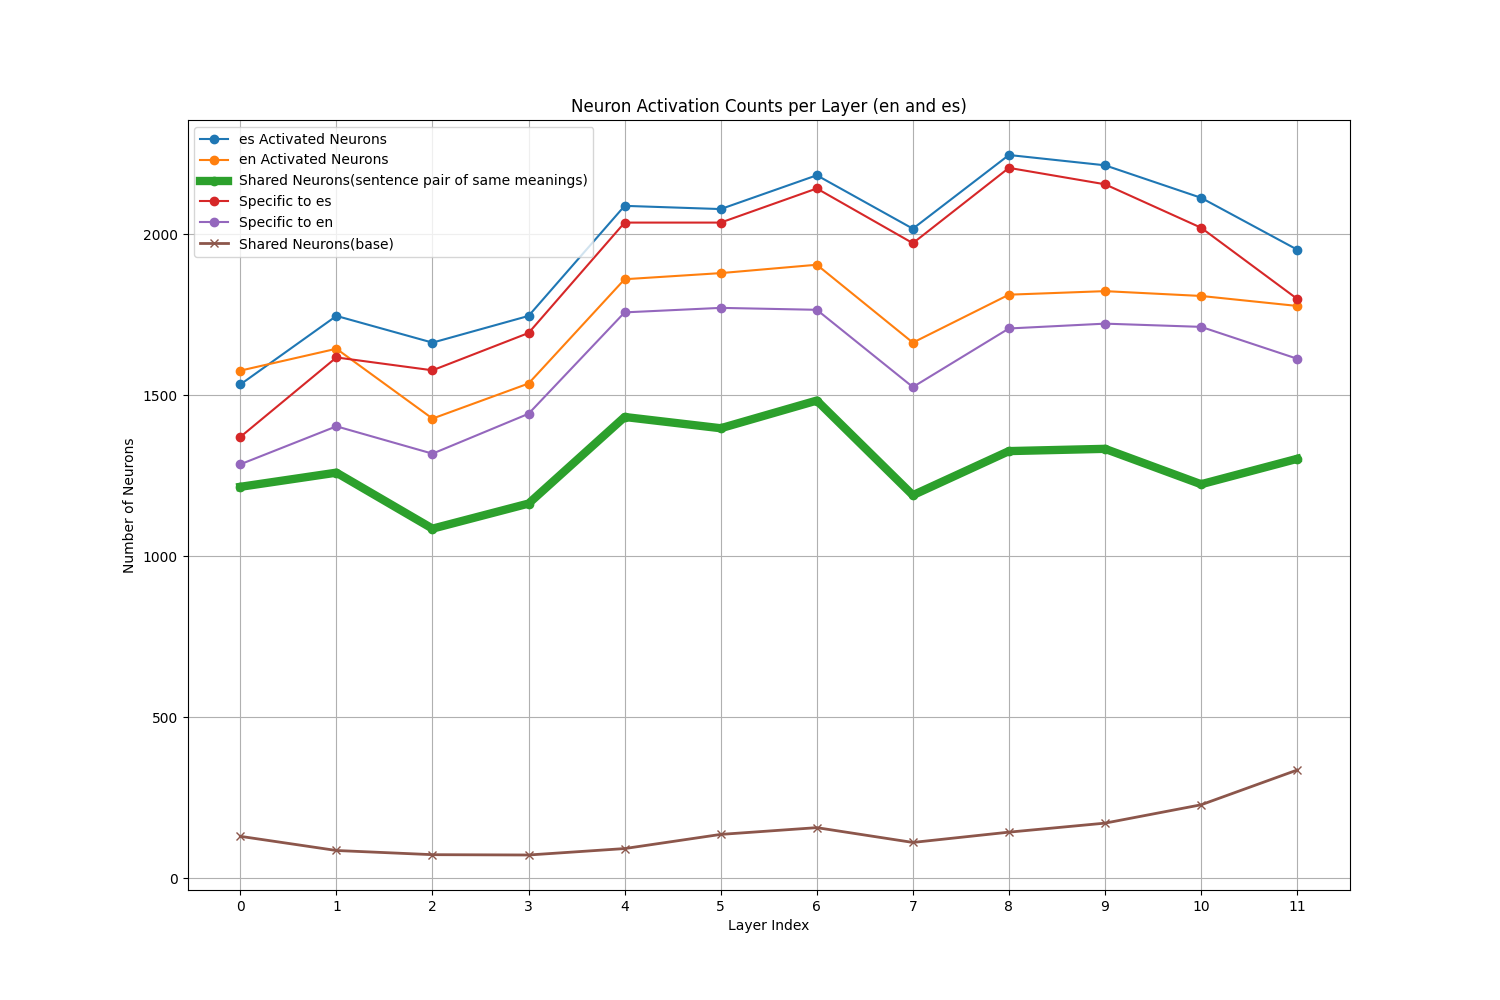 Neuron Activation Counts per Layer (en and es)
es Activated Neurons
en Activated Neurons
Shared Neurons(sentence pair of same meanings)
Specific to es
Specific to en
Shared Neurons(base)
Number of Neurons
2000
1500
1000
500
0
0 1 2 3 4 5 6 7 8 9 10 11
Layer Index